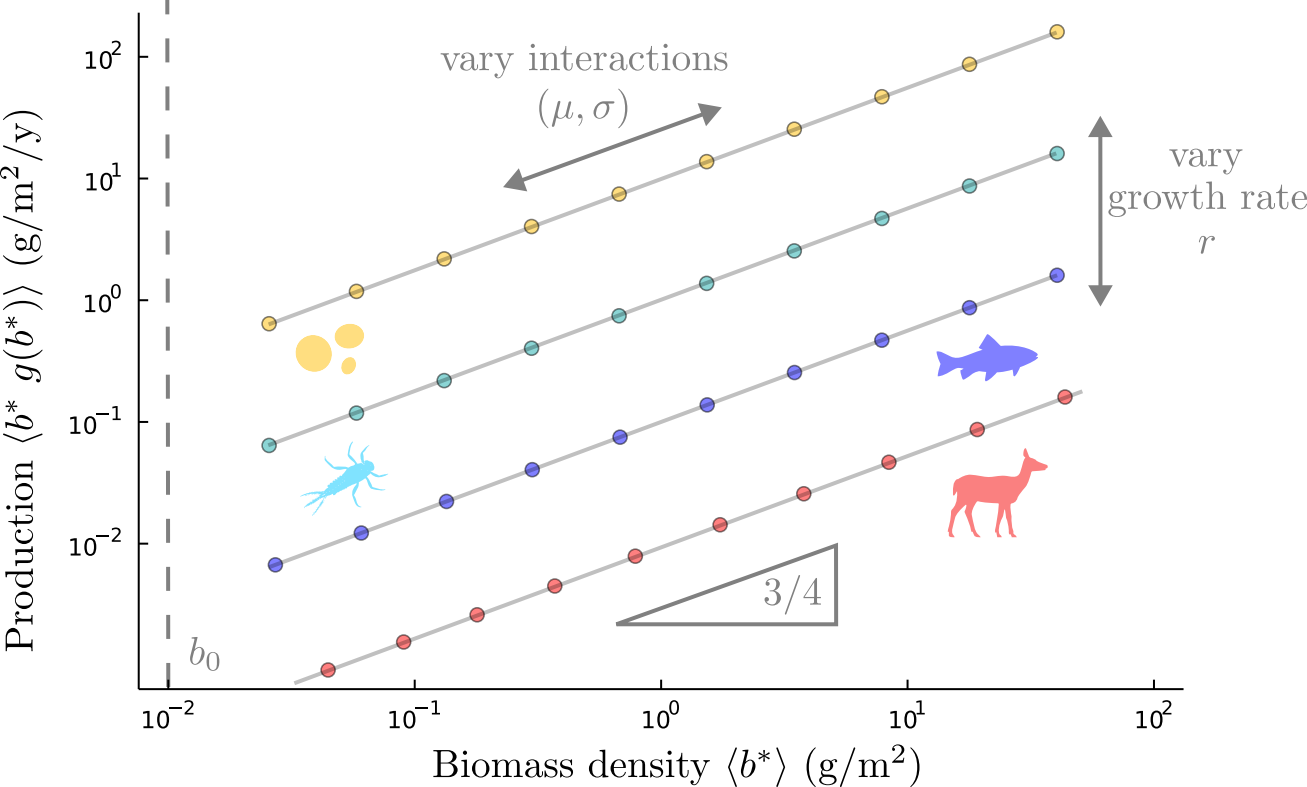 vary interactions
(μ, σ)
vary
growth rate
r
3/4
b₀
10²
10¹
10⁰
10⁻¹
10⁻²
10⁻²
10⁻¹
10⁰
10¹
10²
Production ⟨b* g(b*)⟩ (g/m²/y)
Biomass density ⟨b*⟩ (g/m²)